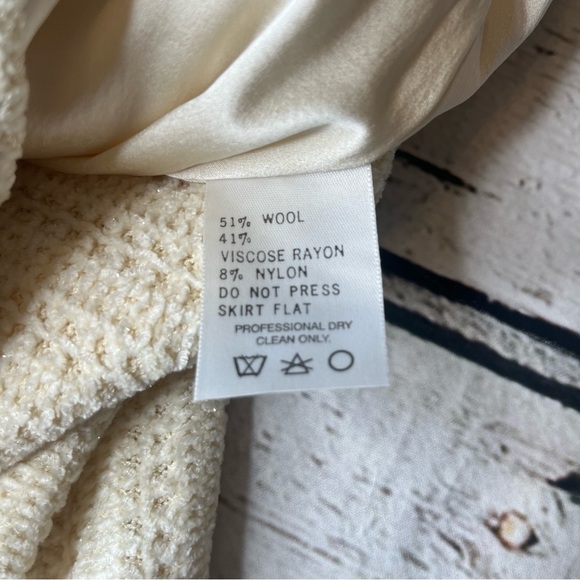 51% WOOL
41%
VISCOSE RAYON
8% NYLON
DO NOT PRESS
SKIRT FLAT
PROFESSIONAL DRY
CLEAN ONLY.